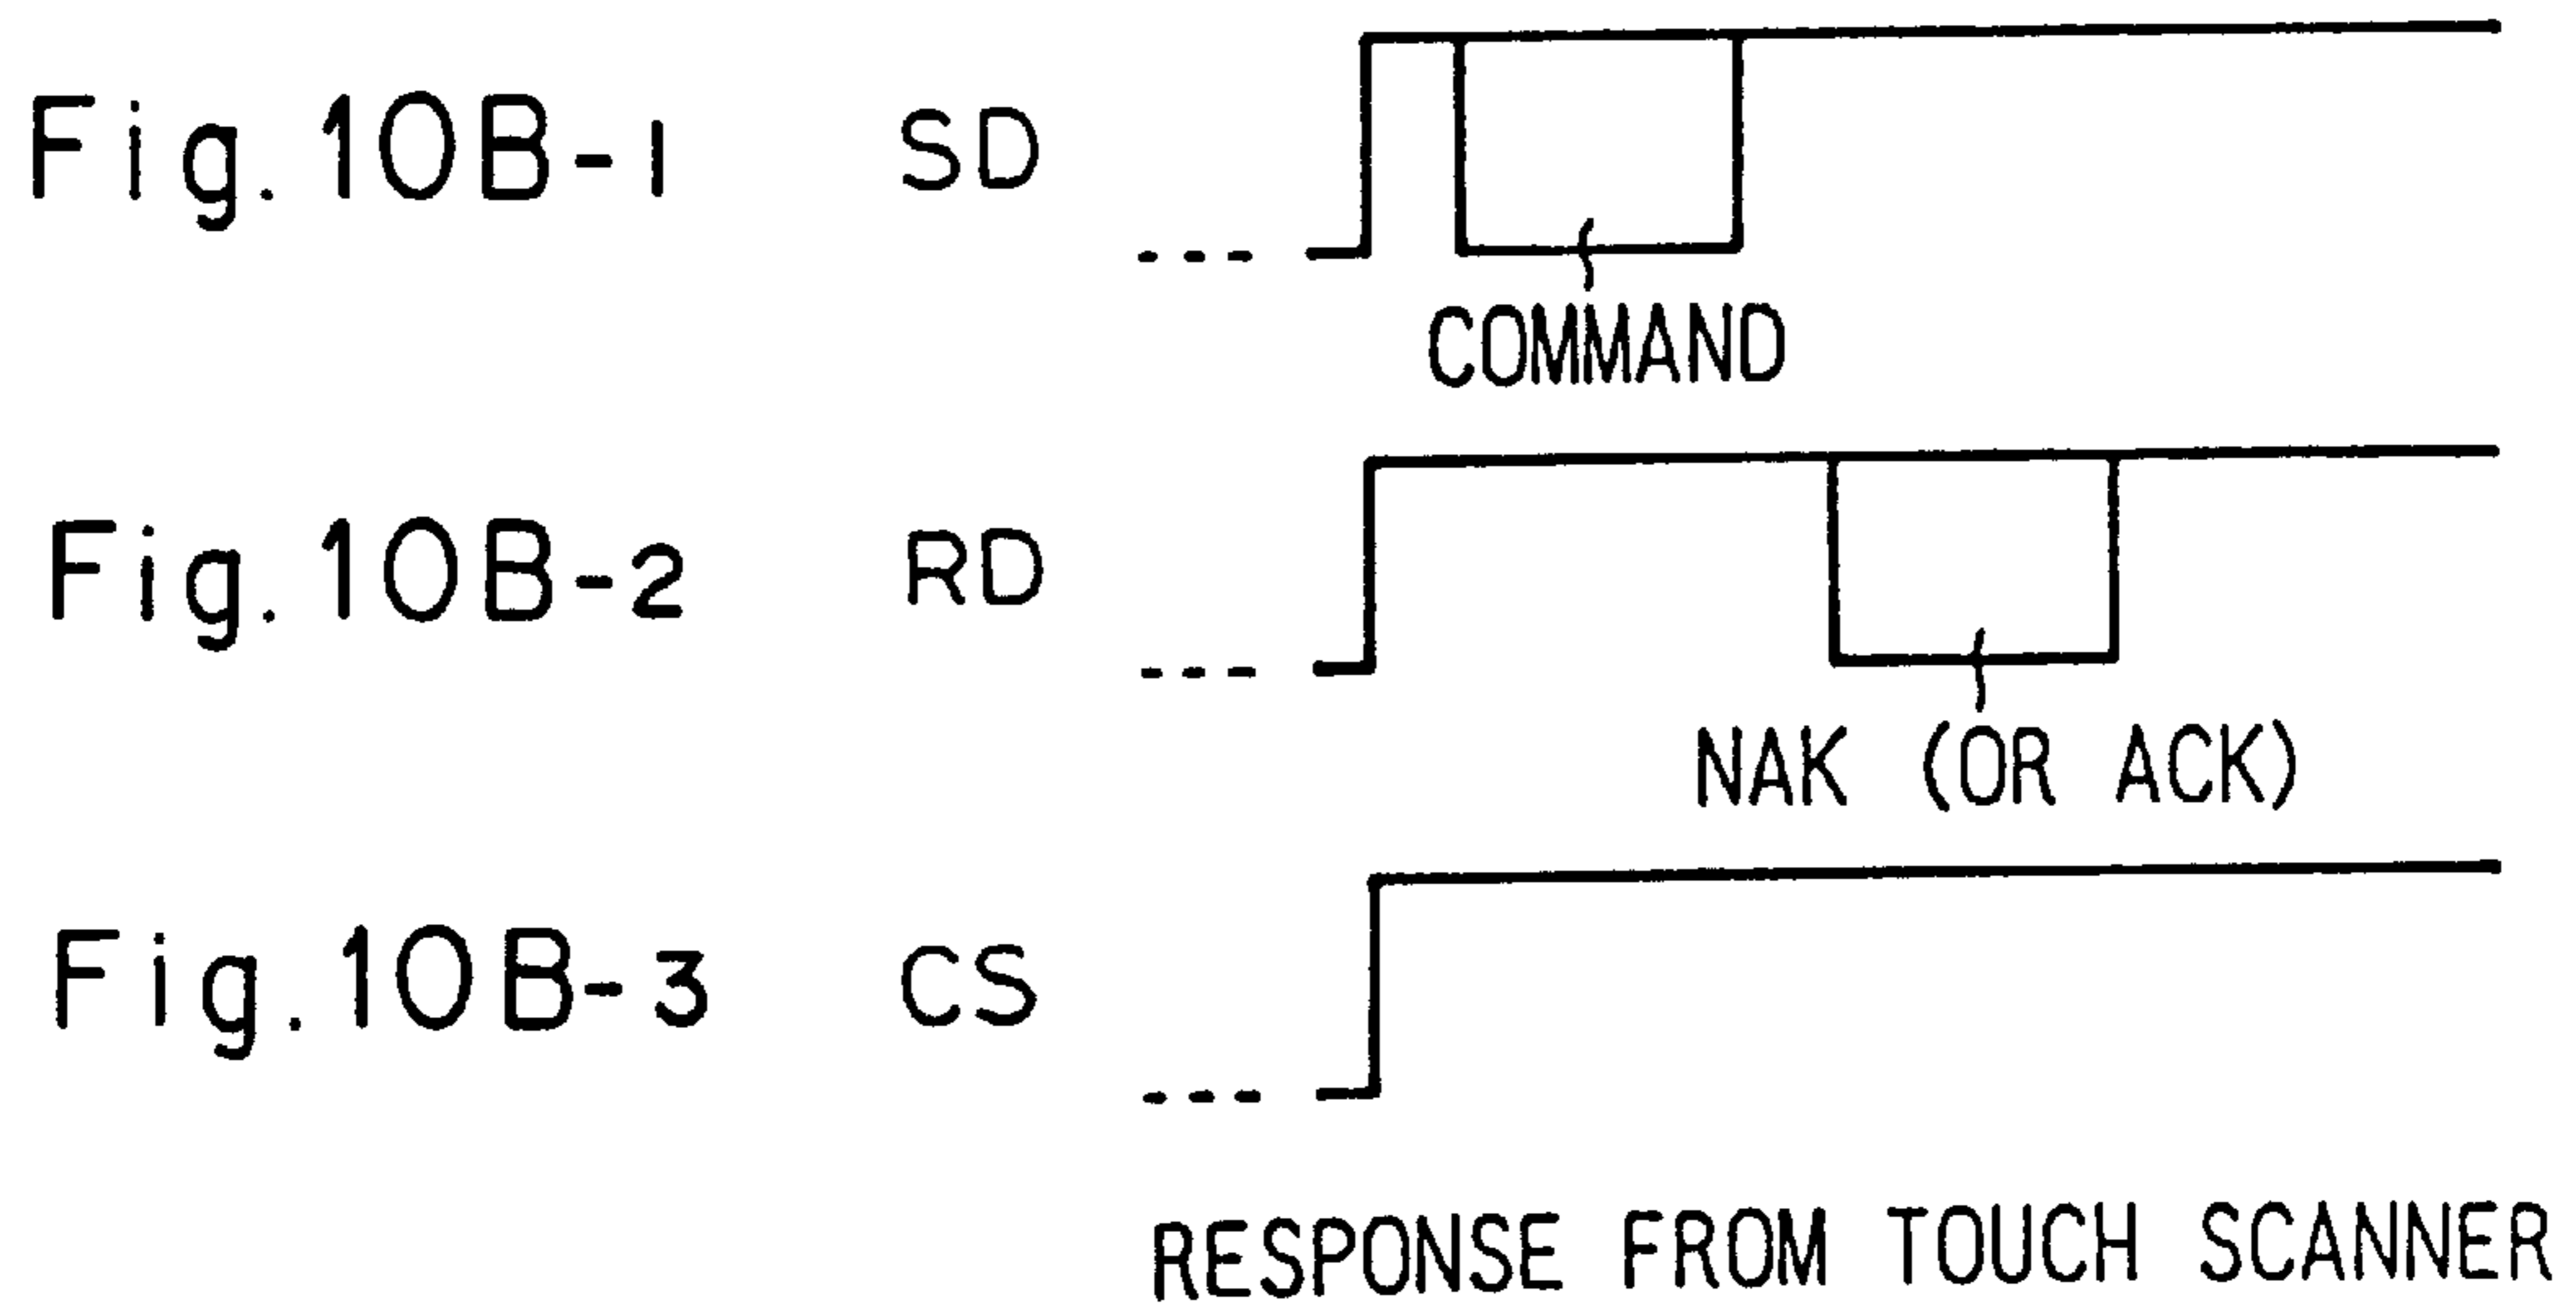 Fig.10B-1 SD
COMMAND
Fig.10B-2 RD
NAK (OR ACK)
Fig.10B-3 CS
RESPONSE FROM TOUCH SCANNER